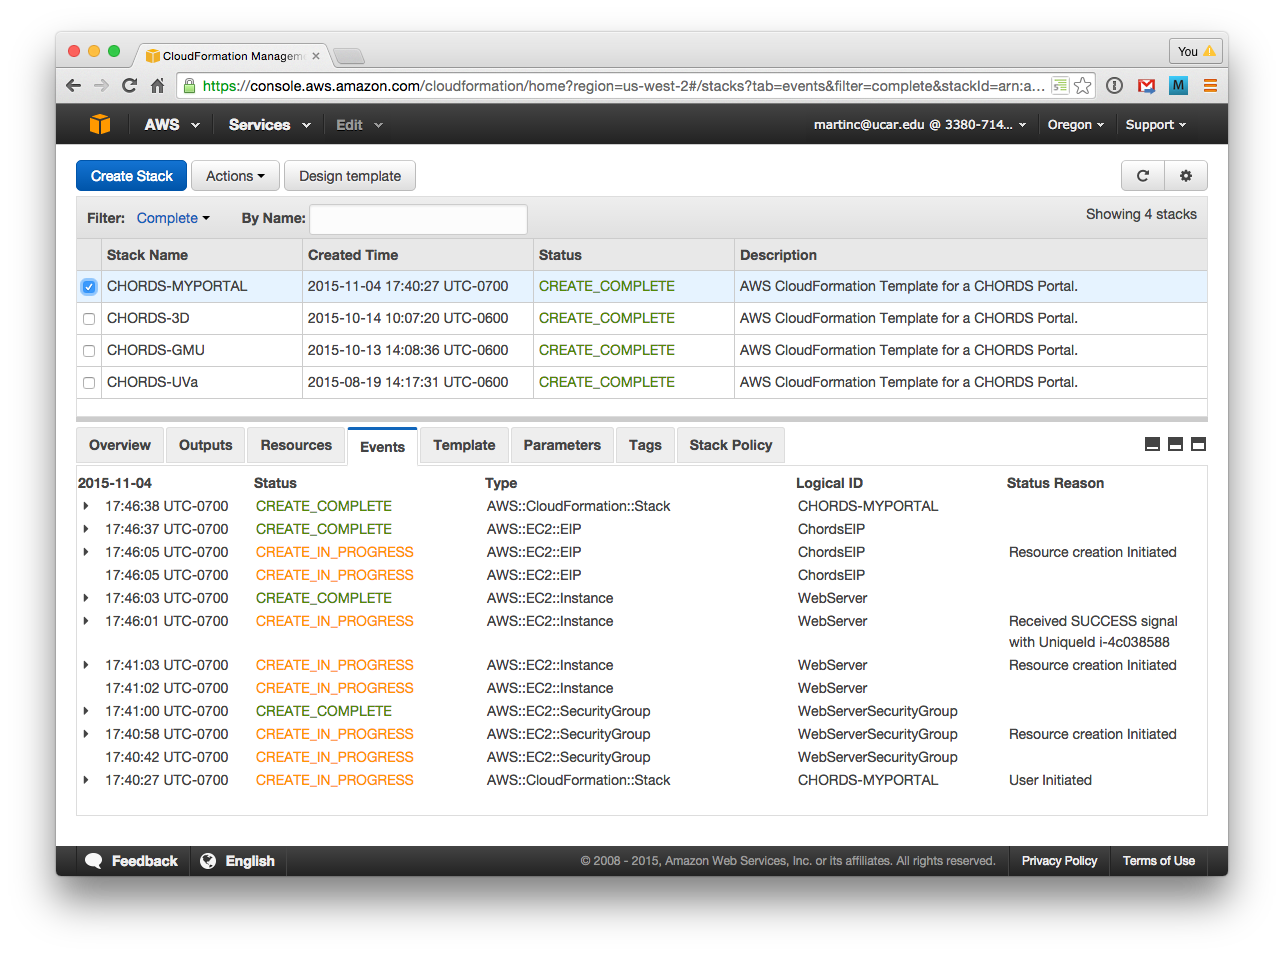 CloudFormation Managem
You
https://console.aws.amazon.com/cloudformation/home?region=us-west-2#/stacks?tab=events&filter=complete&stackId=arn:a...
M
AWS Services Edit martinc@ucar.edu @ 3380-714... Oregon Support
Create Stack Actions Design template
Filter: Complete By Name: Showing 4 stacks
Stack Name Created Time Status Description
CHORDS-MYPORTAL 2015-11-04 17:40:27 UTC-0700 CREATE_COMPLETE AWS CloudFormation Template for a CHORDS Portal.
CHORDS-3D 2015-10-14 10:07:20 UTC-0600 CREATE_COMPLETE AWS CloudFormation Template for a CHORDS Portal.
CHORDS-GMU 2015-10-13 14:08:36 UTC-0600 CREATE_COMPLETE AWS CloudFormation Template for a CHORDS Portal.
CHORDS-UVa 2015-08-19 14:17:31 UTC-0600 CREATE_COMPLETE AWS CloudFormation Template for a CHORDS Portal.
Overview Outputs Resources Events Template Parameters Tags Stack Policy
2015-11-04 Status Type Logical ID Status Reason
17:46:38 UTC-0700 CREATE_COMPLETE AWS::CloudFormation::Stack CHORDS-MYPORTAL
17:46:37 UTC-0700 CREATE_COMPLETE AWS::EC2::EIP ChordsEIP
17:46:05 UTC-0700 CREATE_IN_PROGRESS AWS::EC2::EIP ChordsEIP Resource creation Initiated
17:46:05 UTC-0700 CREATE_IN_PROGRESS AWS::EC2::EIP ChordsEIP
17:46:03 UTC-0700 CREATE_COMPLETE AWS::EC2::Instance WebServer
17:46:01 UTC-0700 CREATE_IN_PROGRESS AWS::EC2::Instance WebServer Received SUCCESS signal
with UniqueId i-4c038588
17:41:03 UTC-0700 CREATE_IN_PROGRESS AWS::EC2::Instance WebServer Resource creation Initiated
17:41:02 UTC-0700 CREATE_IN_PROGRESS AWS::EC2::Instance WebServer
17:41:00 UTC-0700 CREATE_COMPLETE AWS::EC2::SecurityGroup WebServerSecurityGroup
17:40:58 UTC-0700 CREATE_IN_PROGRESS AWS::EC2::SecurityGroup WebServerSecurityGroup Resource creation Initiated
17:40:42 UTC-0700 CREATE_IN_PROGRESS AWS::EC2::SecurityGroup WebServerSecurityGroup
17:40:27 UTC-0700 CREATE_IN_PROGRESS AWS::CloudFormation::Stack CHORDS-MYPORTAL User Initiated
Feedback English © 2008 - 2015, Amazon Web Services, Inc. or its affiliates. All rights reserved. Privacy Policy Terms of Use